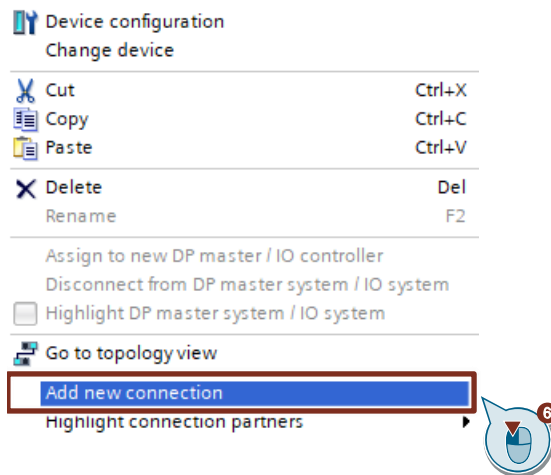 Device configuration
Change device
Cut Ctrl+X
Copy Ctrl+C
Paste Ctrl+V
Delete Del
Rename F2
Assign to new DP master / IO controller
Disconnect from DP master system / IO system
Highlight DP master system / IO system
Go to topology view
Add new connection
Highlight connection partners
6